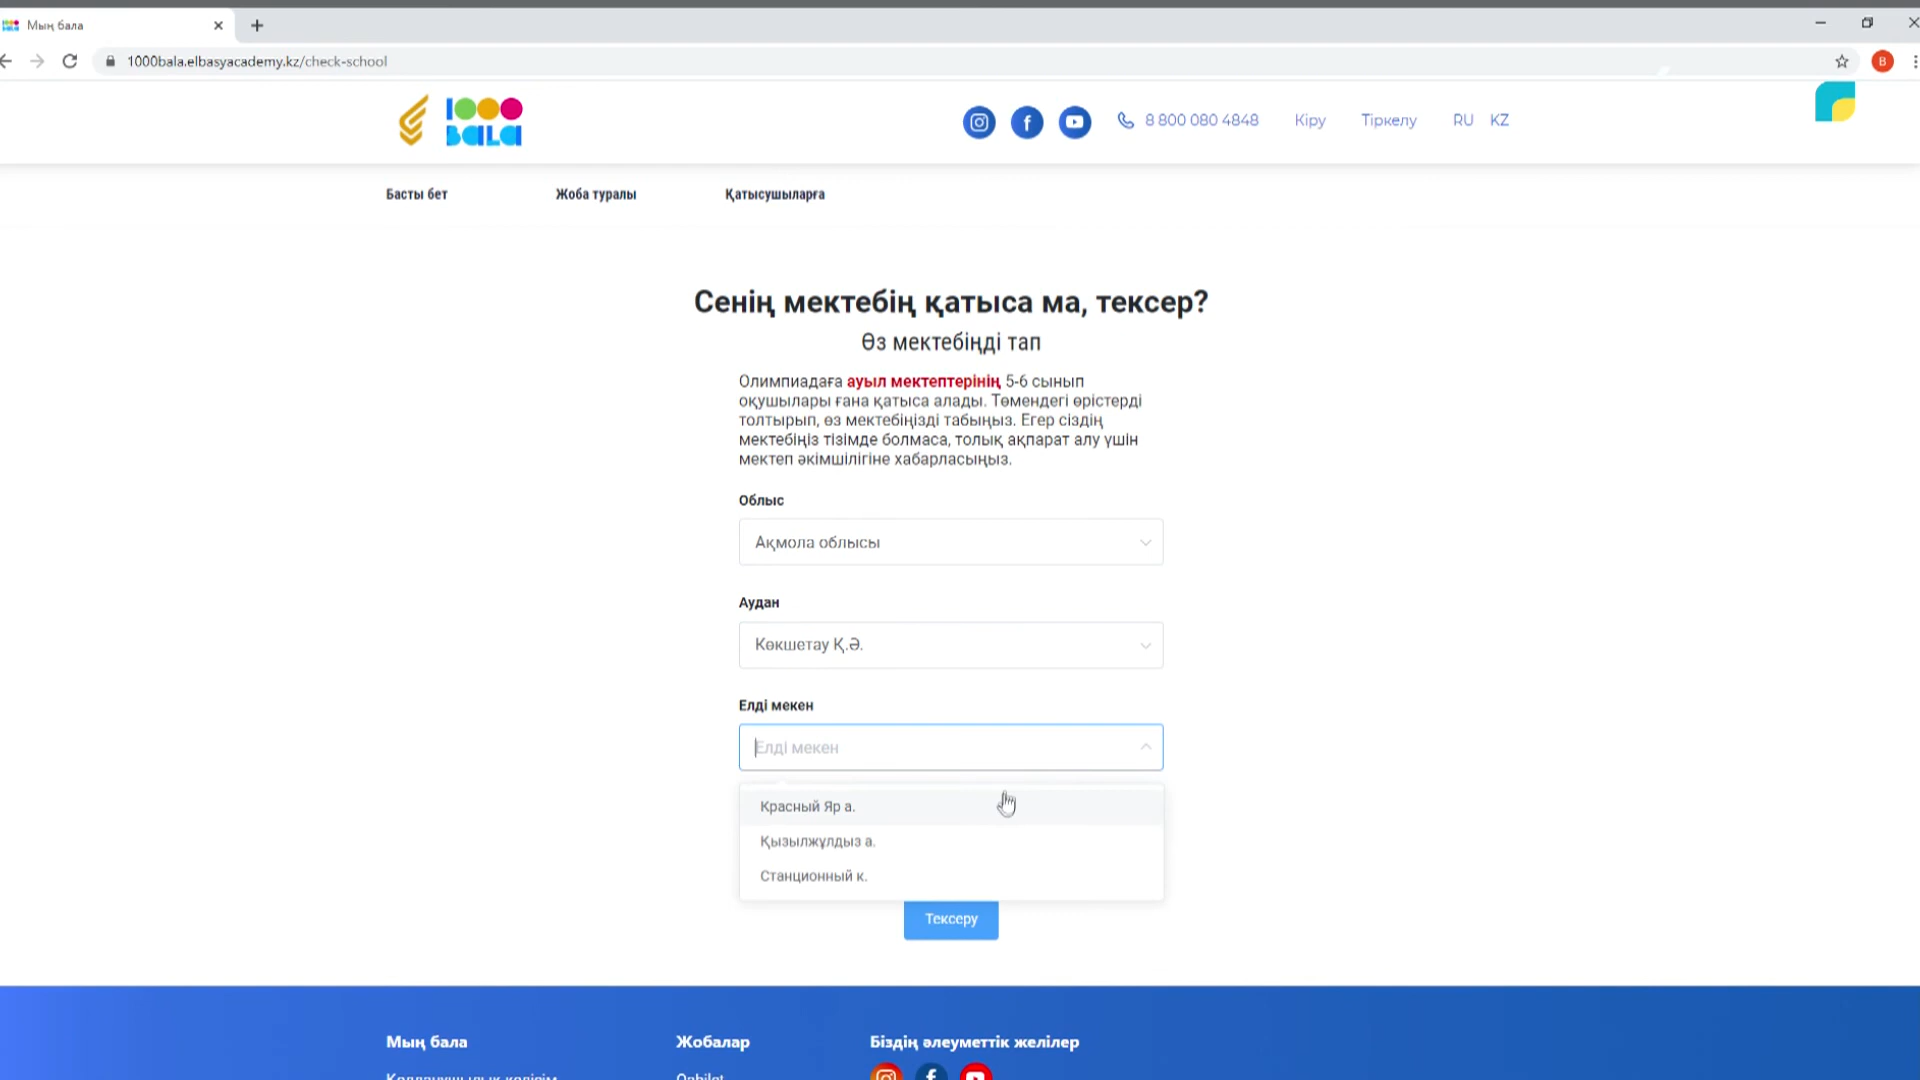 Мың бала
1000bala.elbasyacademy.kz/check-school
B
1000
bala
8 800 080 4848
Кіру
Тіркелу
RU
KZ
Басты бет
Жоба туралы
Қатысушыларға
Сенің мектебің қатыса ма, тексер?
Өз мектебіңді тап
Олимпиадаға ауыл мектептерінің 5-6 сынып
оқушылары ғана қатыса алады. Төмендегі өрістерді
толтырып, өз мектебіңізді табыңыз. Егер сіздің
мектебіңіз тізімде болмаса, толық ақпарат алу үшін
мектеп әкімшілігіне хабарласыңыз.
Облыс
Ақмола облысы
Аудан
Көкшетау Қ.Ә.
Елді мекен
Елді мекен
Красный Яр а.
Қызылжұлдыз а.
Станционный к.
Тексеру
Мың бала
Жобалар
Біздің әлеуметтік желілер
Қолданушылық келісім
Qabilet